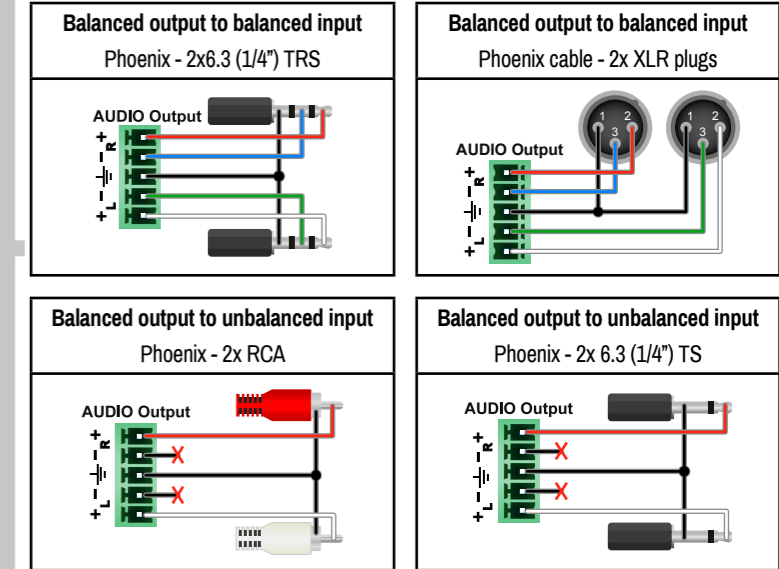 Balanced output to balanced input
Phoenix - 2x6.3 (1/4”) TRS
AUDIO Output
+
R
-
-
L
+
Balanced output to balanced input
Phoenix cable - 2x XLR plugs
1 2
3
1 2
3
AUDIO Output
+
R
-
-
L
+
Balanced output to unbalanced input
Phoenix - 2x RCA
AUDIO Output
+
R
-
-
L
+
Balanced output to unbalanced input
Phoenix - 2x 6.3 (1/4”) TS
AUDIO Output
+
R
-
-
L
+